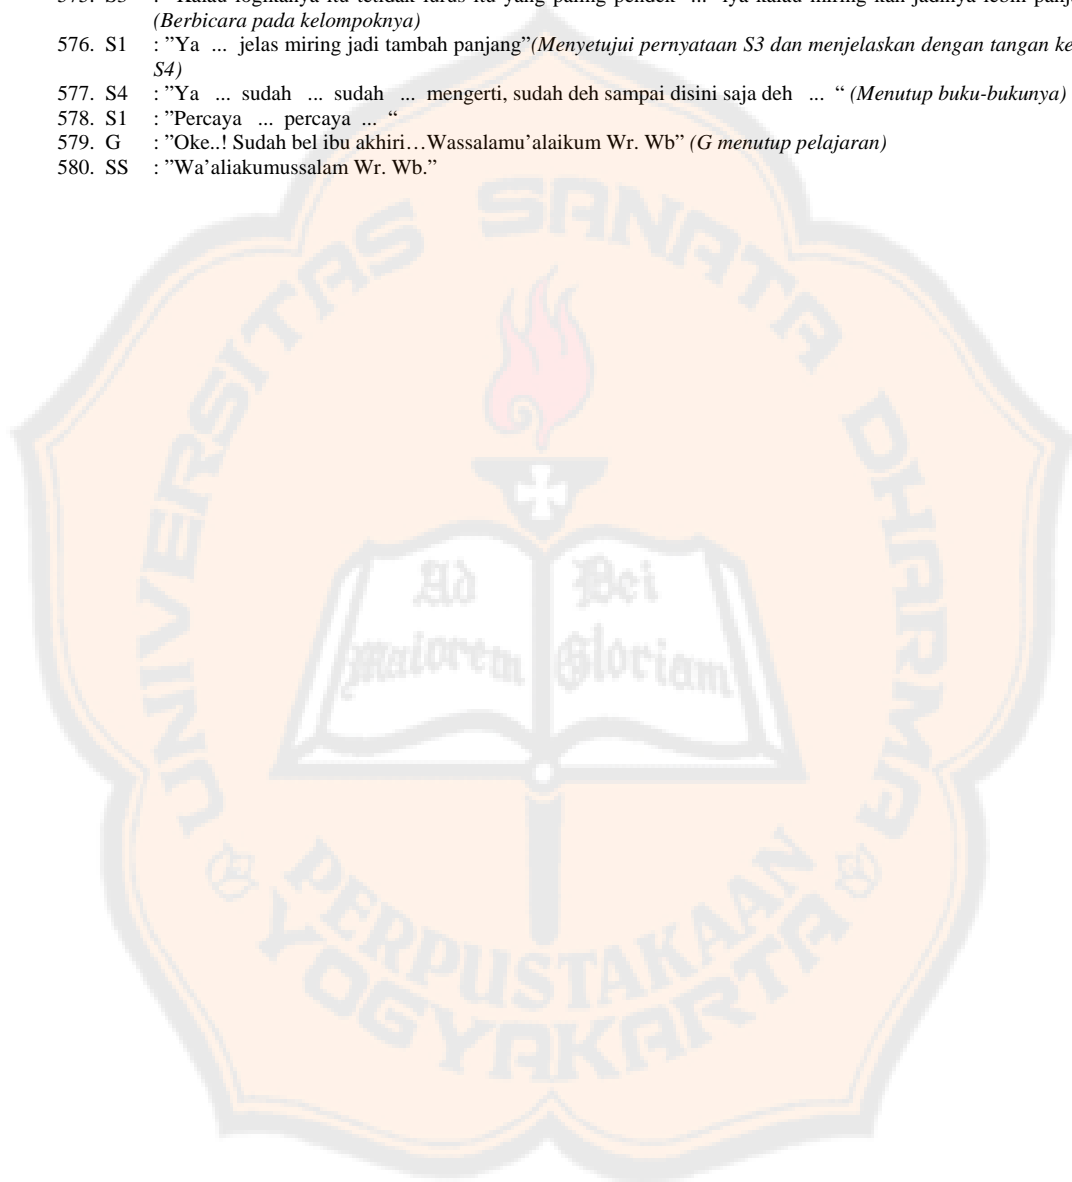 (Berbicara pada kelompoknya)
576. S1 : ”Ya ... jelas miring jadi tambah panjang”(Menyetujui pernyataan S3 dan menjelaskan dengan tangan ke
S4)
577. S4 : ”Ya ... sudah ... sudah ... mengerti, sudah deh sampai disini saja deh ... “ (Menutup buku-bukunya)
578. S1 : ”Percaya ... percaya ... “
579. G : ”Oke..! Sudah bel ibu akhiri…Wassalamu’alaikum Wr. Wb” (G menutup pelajaran)
580. SS : ”Wa’aliakumussalam Wr. Wb.”
UNIVERSITAS SANATA DHARMA
Ad Dei
Maiorem Gloriam
PERPUSTAKAAN
YOGYAKARTA